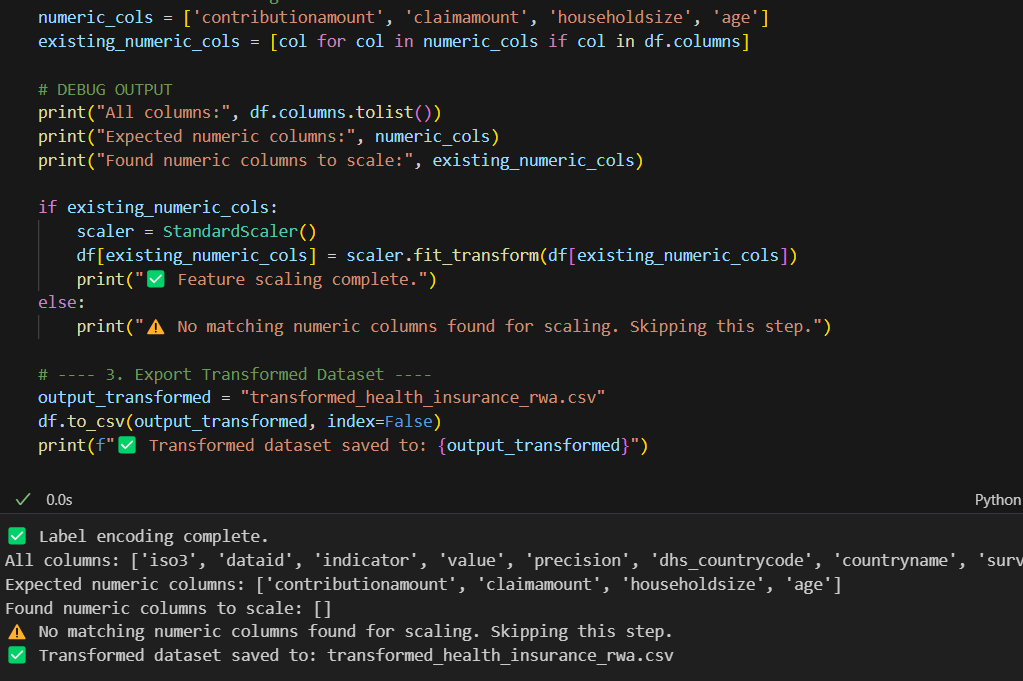 numeric_cols = ['contributionamount', 'claimamount', 'householdsize', 'age']
existing_numeric_cols = [col for col in numeric_cols if col in df.columns]
# DEBUG OUTPUT
print("All columns:", df.columns.tolist())
print("Expected numeric columns:", numeric_cols)
print("Found numeric columns to scale:", existing_numeric_cols)
if existing_numeric_cols:
    scaler = StandardScaler()
    df[existing_numeric_cols] = scaler.fit_transform(df[existing_numeric_cols])
    print("✅ Feature scaling complete.")
else:
    print("⚠️ No matching numeric columns found for scaling. Skipping this step.")
# ---- 3. Export Transformed Dataset ----
output_transformed = "transformed_health_insurance_rwa.csv"
df.to_csv(output_transformed, index=False)
print(f"✅ Transformed dataset saved to: {output_transformed}")
0.0s
Python
✅ Label encoding complete.
All columns: ['iso3', 'dataid', 'indicator', 'value', 'precision', 'dhs_countrycode', 'countryname', 'surv
Expected numeric columns: ['contributionamount', 'claimamount', 'householdsize', 'age']
Found numeric columns to scale: []
⚠️ No matching numeric columns found for scaling. Skipping this step.
✅ Transformed dataset saved to: transformed_health_insurance_rwa.csv